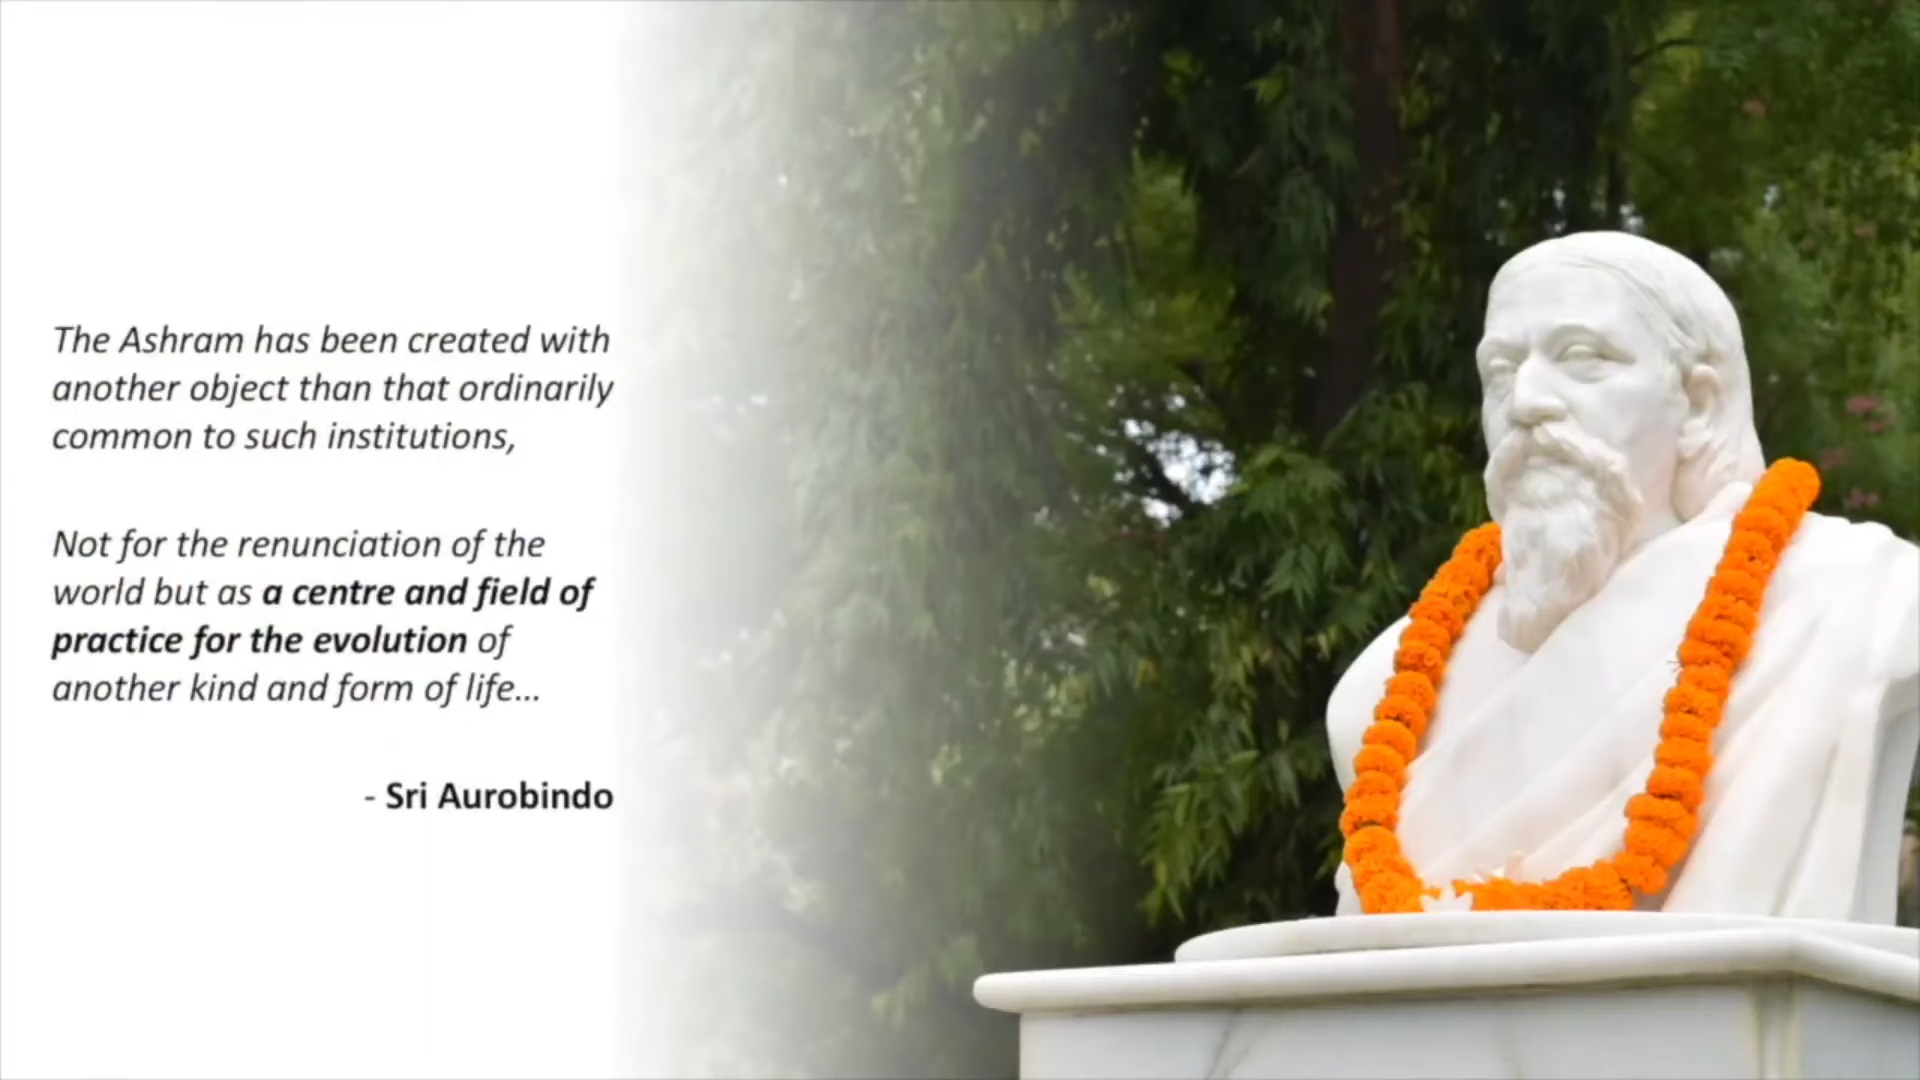 The Ashram has been created with
another object than that ordinarily
common to such institutions,
Not for the renunciation of the
world but as a centre and field of
practice for the evolution of
another kind and form of life...
- Sri Aurobindo